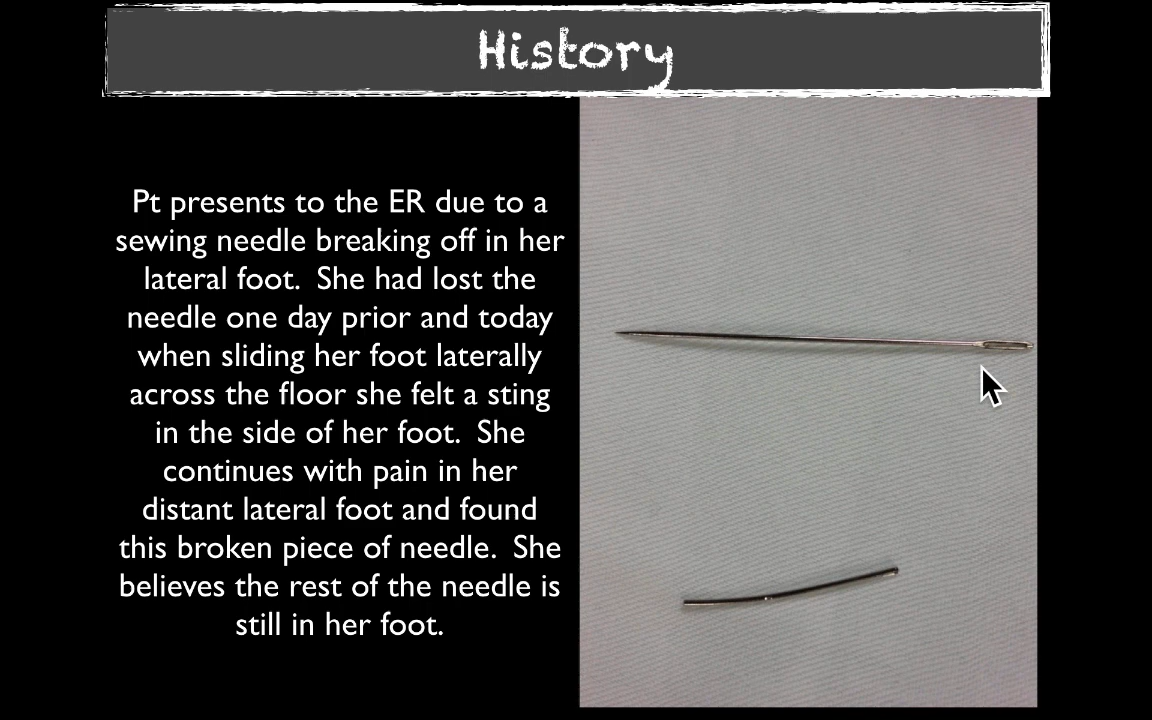 History
Pt presents to the ER due to a
sewing needle breaking off in her
lateral foot.  She had lost the
needle one day prior and today
when sliding her foot laterally
across the floor she felt a sting
in the side of her foot.  She
continues with pain in her
distant lateral foot and found
this broken piece of needle.  She
believes the rest of the needle is
still in her foot.